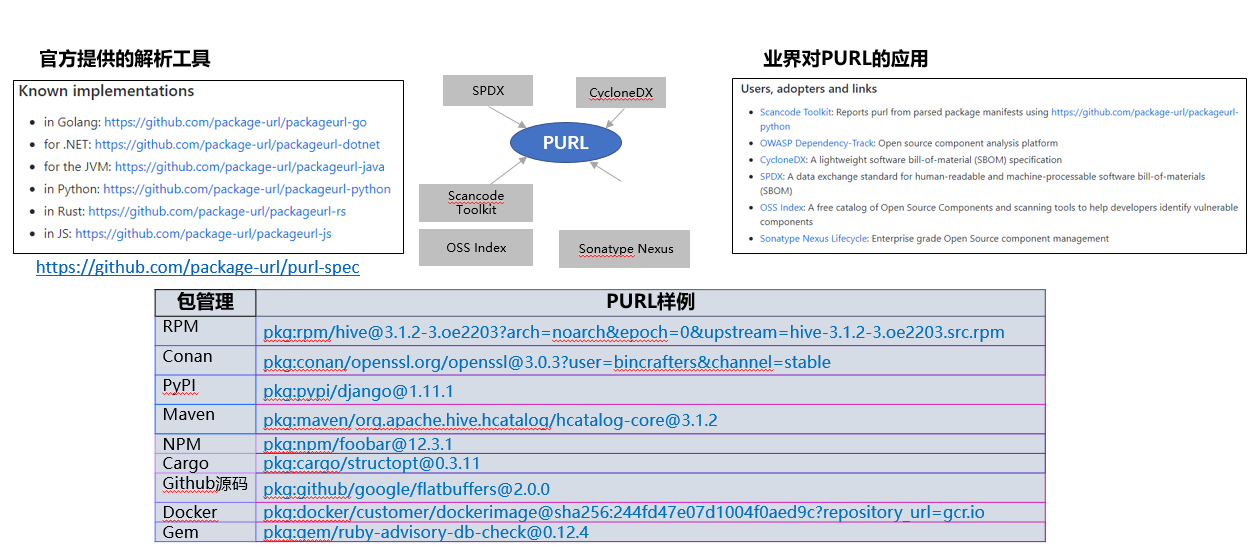 官方提供的解析工具
Known implementations
in Golang: https://github.com/package-url/packageurl-go
for .NET: https://github.com/package-url/packageurl-dotnet
for the JVM: https://github.com/package-url/packageurl-java
in Python: https://github.com/package-url/packageurl-python
in Rust: https://github.com/package-url/packageurl-rs
in JS: https://github.com/package-url/packageurl-js
https://github.com/package-url/purl-spec
SPDX
CycloneDX
PURL
Scancode
Toolkit
OSS Index
Sonatype Nexus
业界对PURL的应用
Users, adopters and links
Scancode Toolkit: Reports purl from parsed package manifests using https://github.com/package-url/packageurl-
python
OWASP Dependency-Track: Open source component analysis platform
CycloneDX: A lightweight software bill-of-material (SBOM) specification
SPDX: A data exchange standard for human-readable and machine-processable software bill-of-materials
(SBOM)
OSS Index: A free catalog of Open Source Components and scanning tools to help developers identify vulnerable
components
Sonatype Nexus Lifecycle: Enterprise grade Open Source component management
包管理 PURL样例
RPM pkg:rpm/hive@3.1.2-3.oe2203?arch=noarch&epoch=0&upstream=hive-3.1.2-3.oe2203.src.rpm
Conan pkg:conan/openssl.org/openssl@3.0.3?user=bincrafters&channel=stable
PyPI pkg:pypi/django@1.11.1
Maven pkg:maven/org.apache.hive.hcatalog/hcatalog-core@3.1.2
NPM pkg:npm/foobar@12.3.1
Cargo pkg:cargo/structopt@0.3.11
Github源码 pkg:github/google/flatbuffers@2.0.0
Docker pkg:docker/customer/dockerimage@sha256:244fd47e07d1004f0aed9c?repository_url=gcr.io
Gem pkg:gem/ruby-advisory-db-check@0.12.4